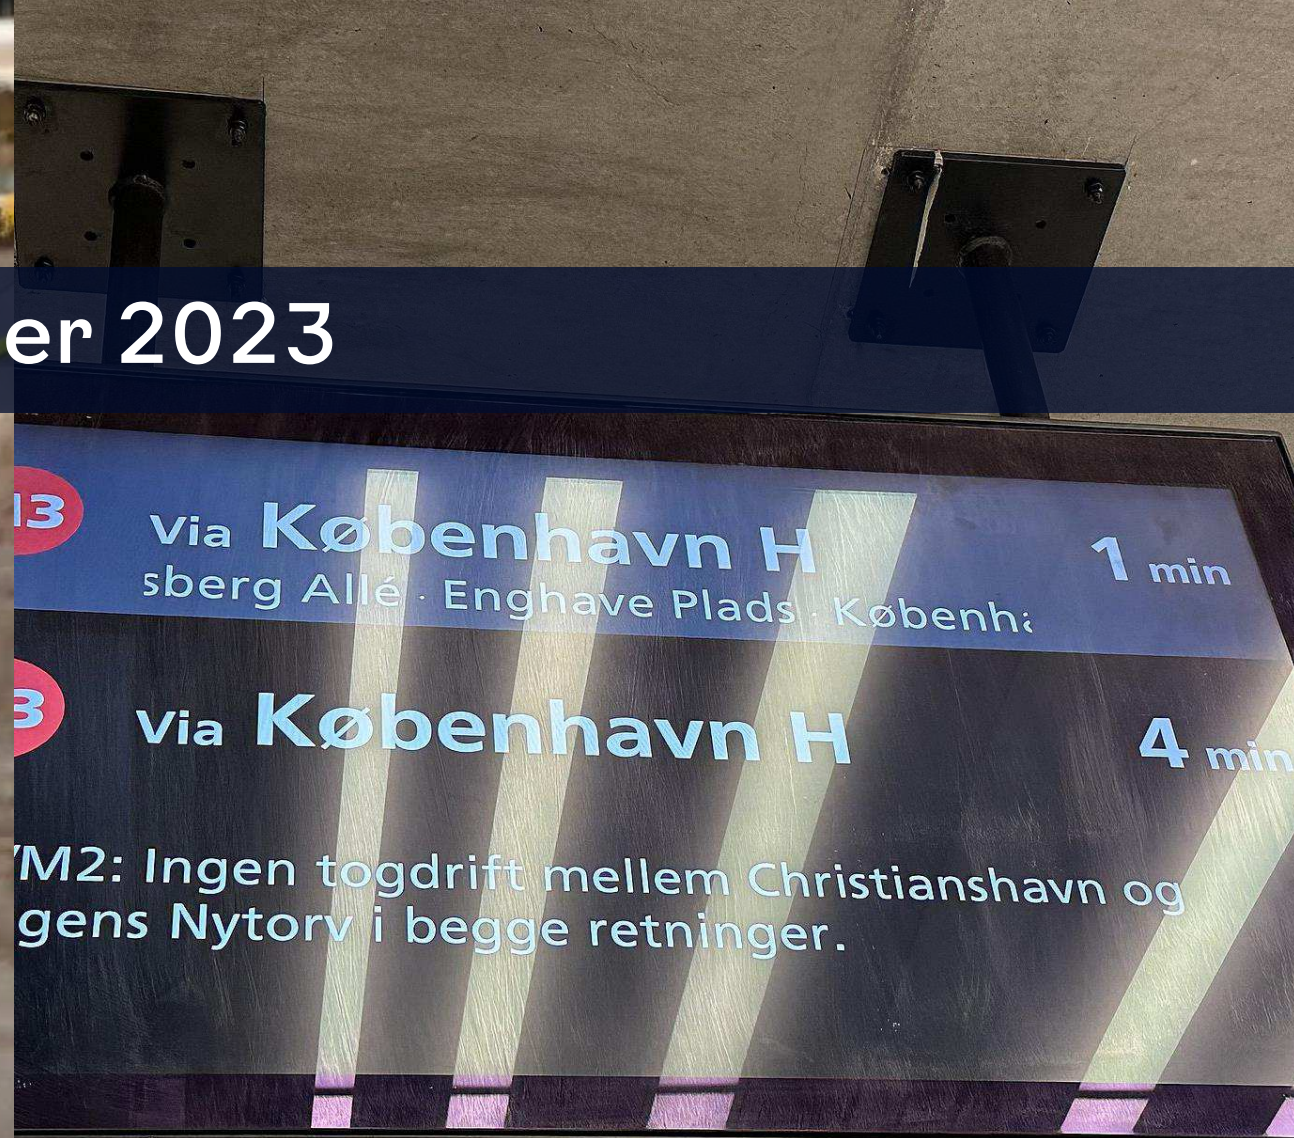 er 2023
Via København H 1 min
sberg Allé · Enghave Plads · Københ
3 Via København H 4 min
M2: Ingen togdrift mellem Christianshavn og
gens Nytorv i begge retninger.